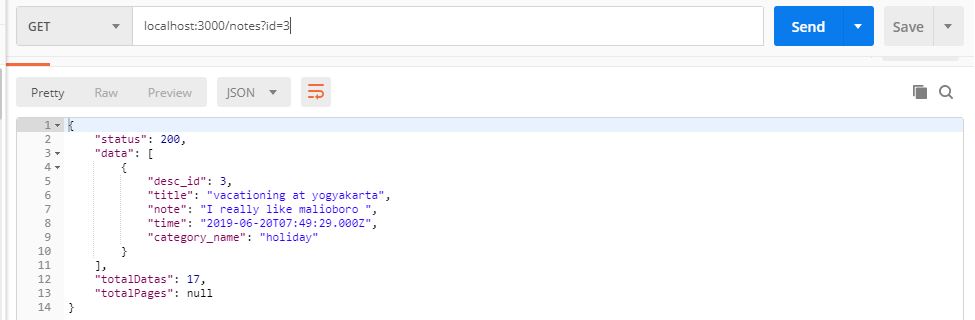 GET localhost:3000/notes?id=3 Send Save
Pretty Raw Preview JSON
1 {
2 "status": 200,
3 "data": [
4 {
5 "desc_id": 3,
6 "title": "vacationing at yogyakarta",
7 "note": "I really like malioboro ",
8 "time": "2019-06-20T07:49:29.000Z",
9 "category_name": "holiday"
10 }
11 ],
12 "totalDatas": 17,
13 "totalPages": null
14 }